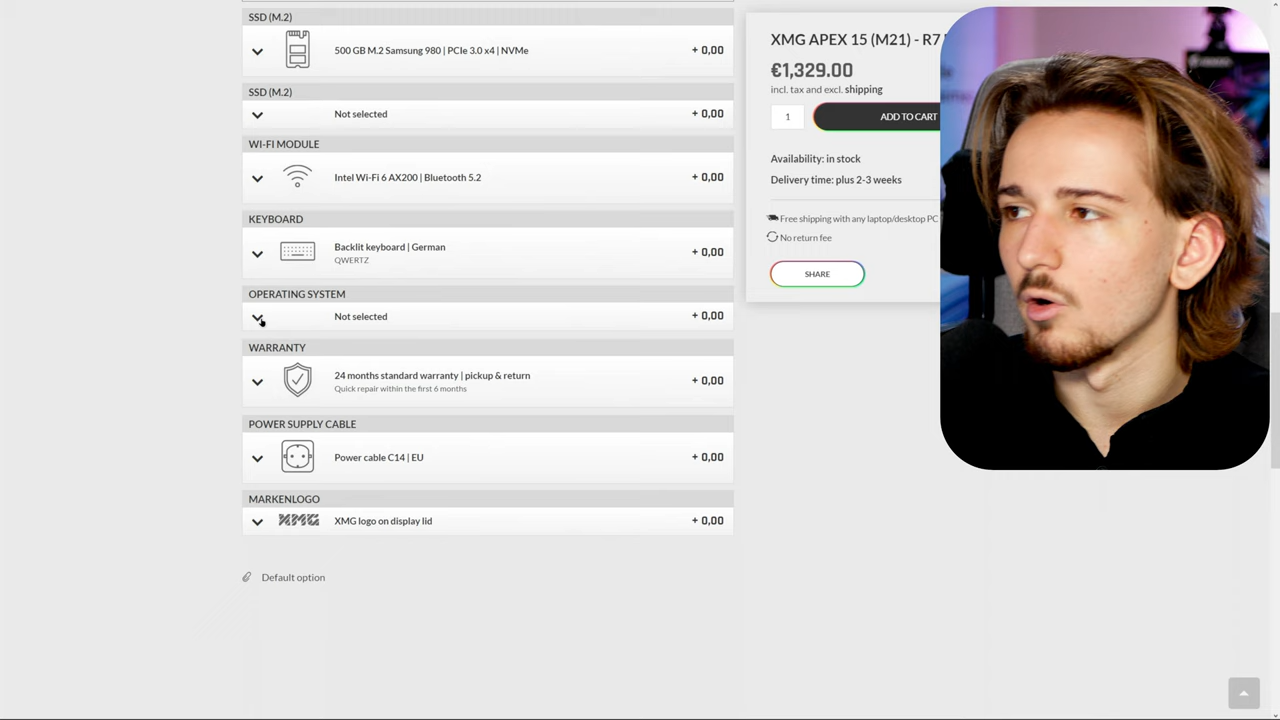 SSD (M.2)
500 GB M.2 Samsung 980 | PCIe 3.0 x4 | NVMe + 0,00
SSD (M.2)
Not selected + 0,00
WI-FI MODULE
Intel Wi-Fi 6 AX200 | Bluetooth 5.2 + 0,00
KEYBOARD
Backlit keyboard | German + 0,00
QWERTZ
OPERATING SYSTEM
Not selected + 0,00
WARRANTY
24 months standard warranty | pickup & return + 0,00
Quick repair within the first 6 months
POWER SUPPLY CABLE
Power cable C14 | EU + 0,00
MARKENLOGO
XMG XMG logo on display lid + 0,00
Default option
XMG APEX 15 (M21) - R7
€1,329.00
incl. tax and excl. shipping
1 ADD TO CART
Availability: in stock
Delivery time: plus 2-3 weeks
Free shipping with any laptop/desktop PC
No return fee
SHARE